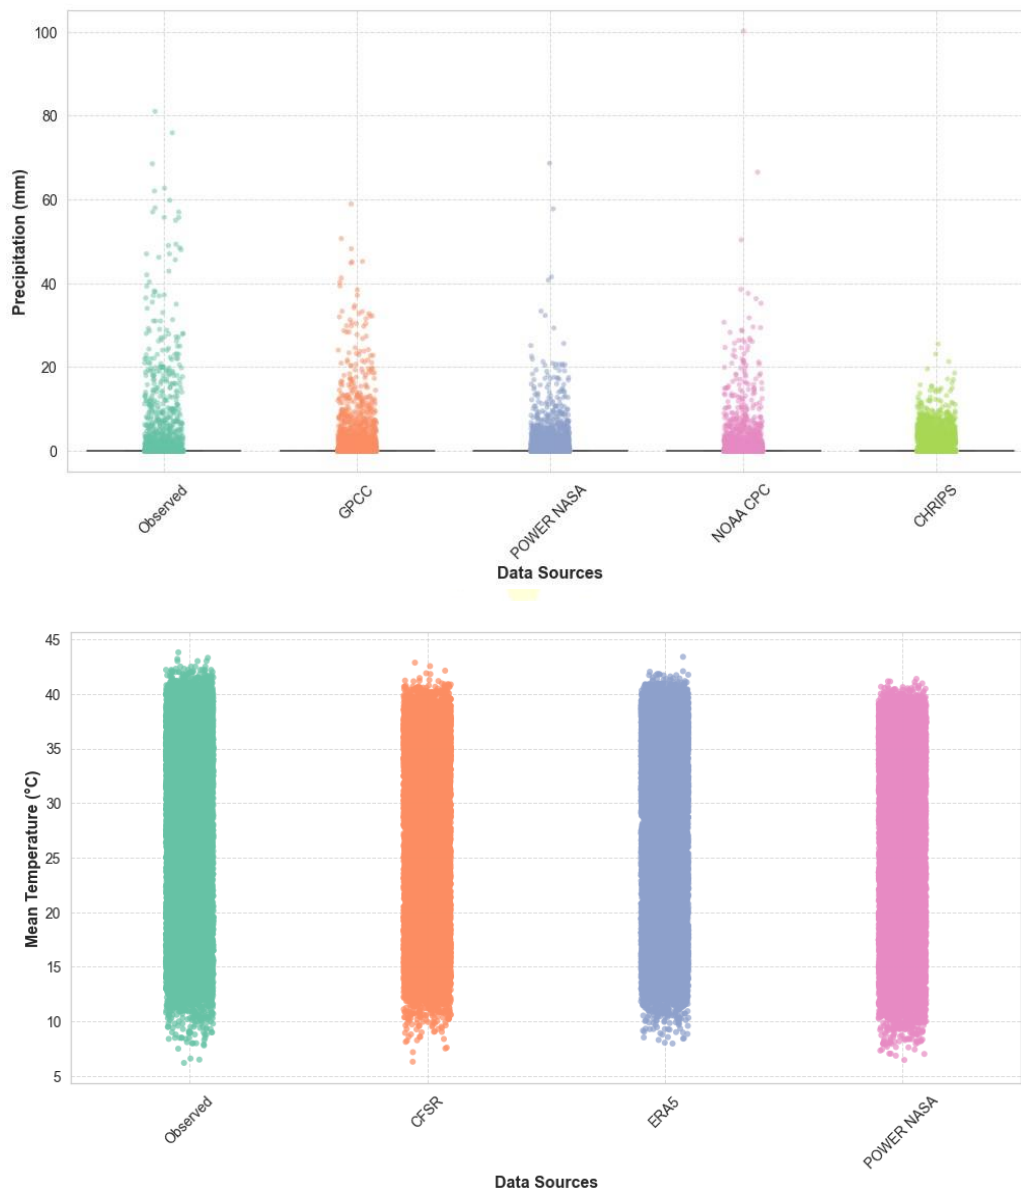 100
80
60
40
20
0
Precipitation (mm)
Observed
GPCC
POWER NASA
NOAA CPC
CHRIPS
Data Sources
45
40
35
30
25
20
15
10
5
Mean Temperature (°C)
Observed
CFSR
ERA5
POWER NASA
Data Sources